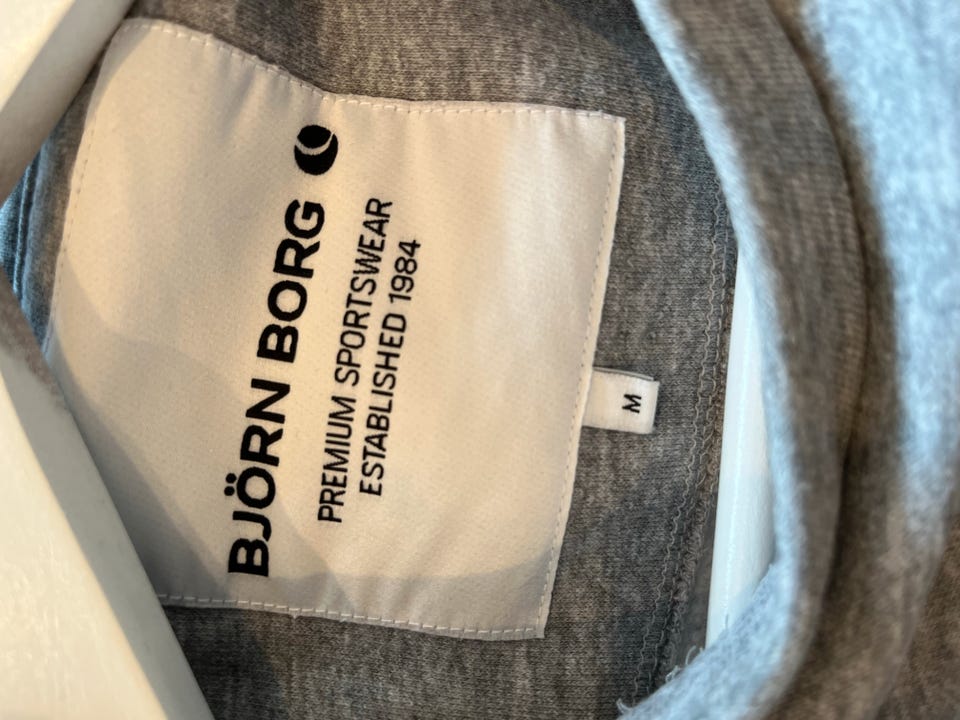 BJÖRN BORG
PREMIUM SPORTSWEAR
ESTABLISHED 1984
M